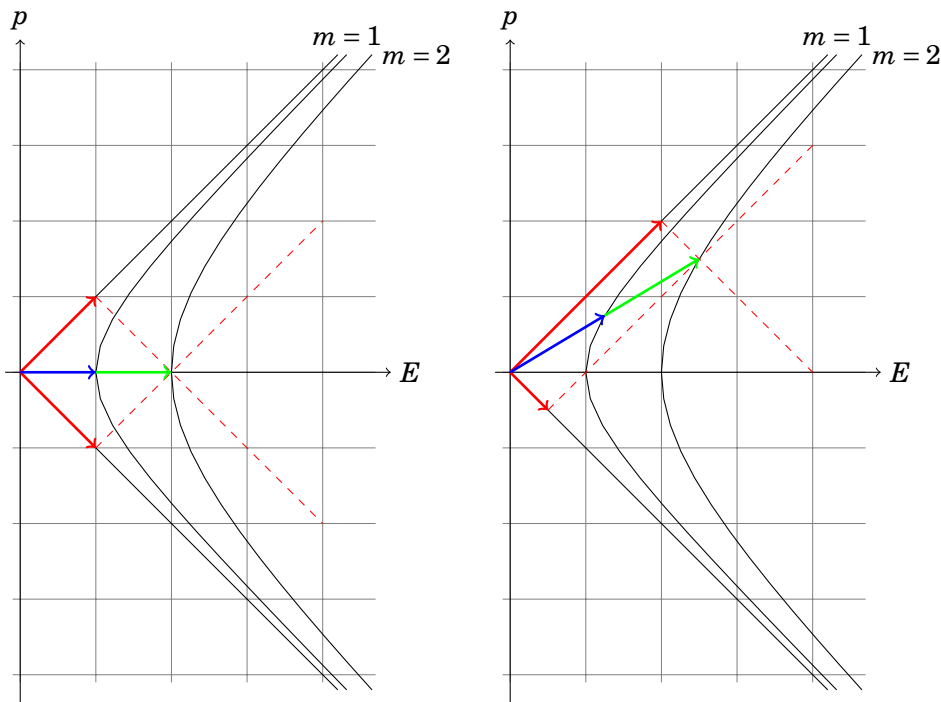 p
m = 1
m = 2
E
p
m = 1
m = 2
E